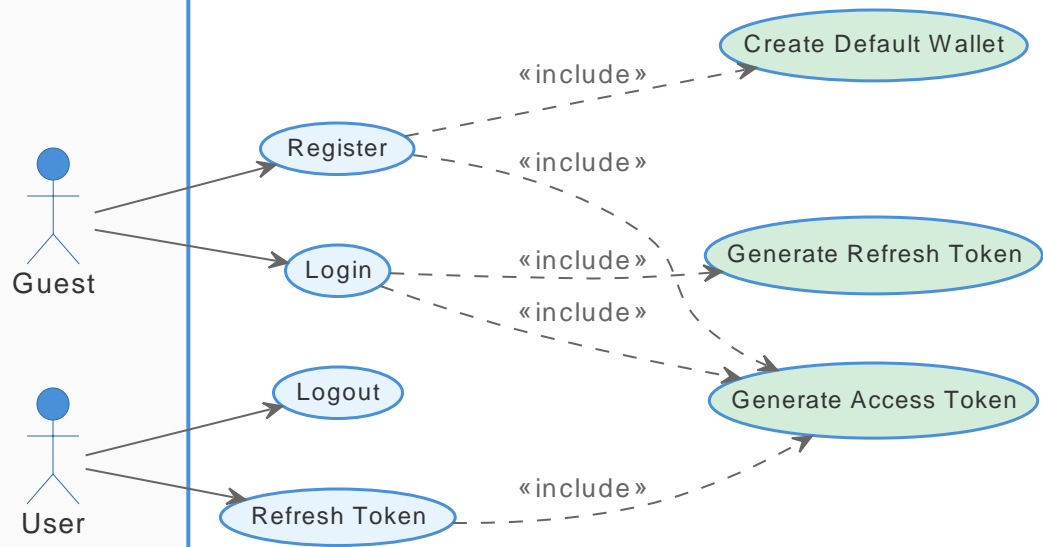 Create Default Wallet
«include»
Register
«include»
Guest
Login
«include»
Generate Refresh Token
«include»
Logout
Generate Access Token
«include»
User
Refresh Token